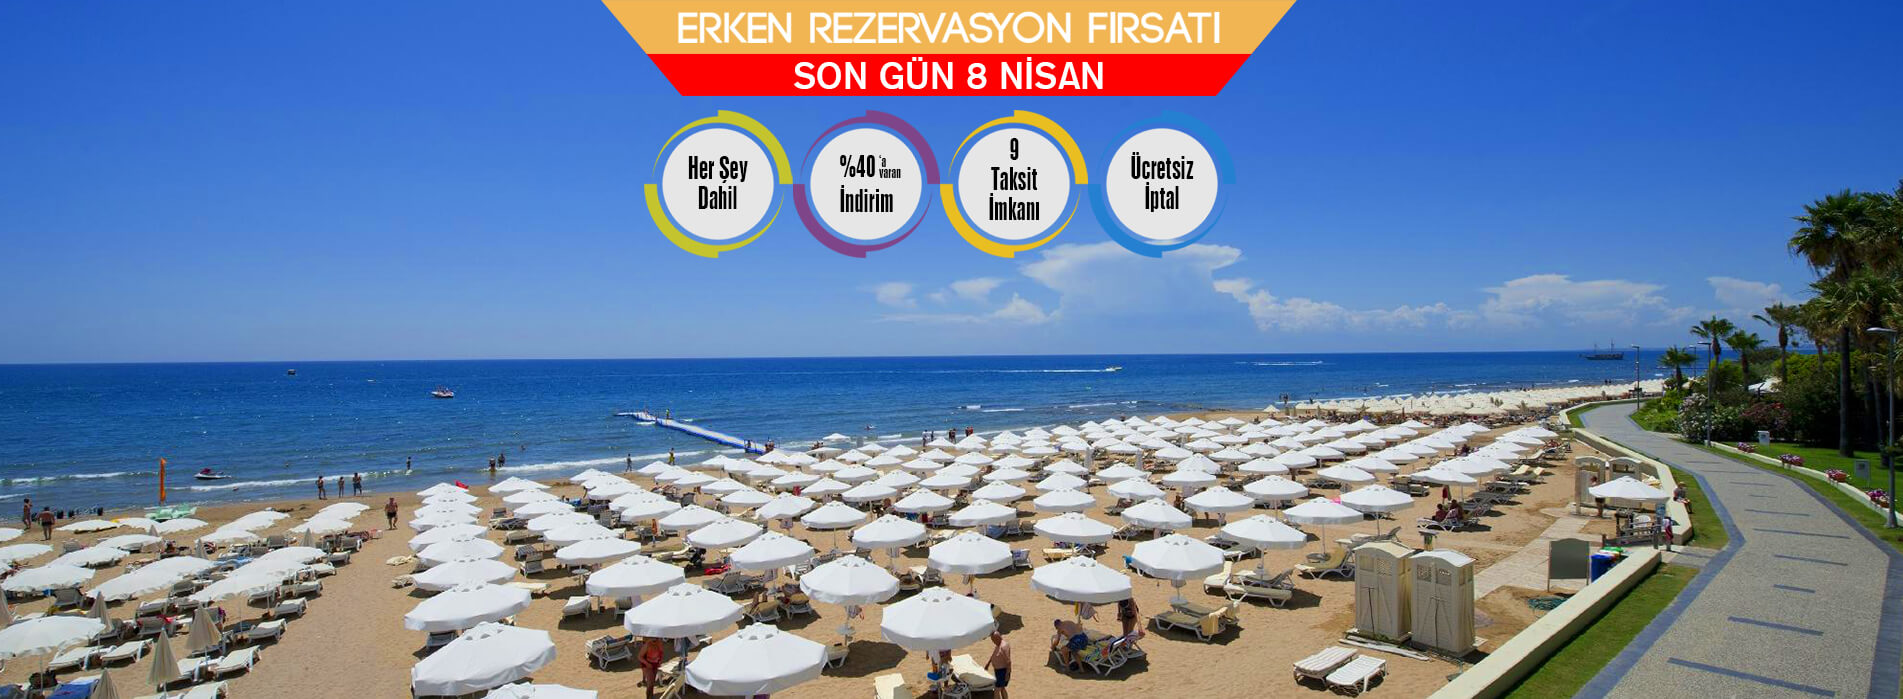 ERKEN REZERVASYON FIRSATI
SON GÜN 8 NİSAN
Her Şey
Dahil
%40 'a varan
İndirim
9
Taksit
İmkanı
Ücretsiz
İptal